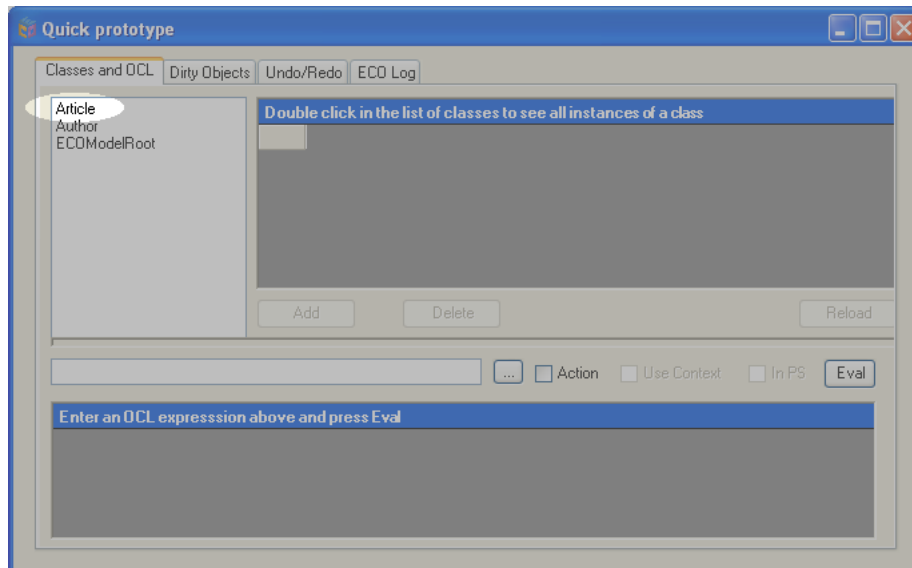 Quick prototype
Classes and OCL Dirty Objects Undo/Redo ECO Log
Article
Author
ECOModelRoot
Double click in the list of classes to see all instances of a class
Add Delete Reload
... Action Use Context In PS Eval
Enter an OCL expresssion above and press Eval